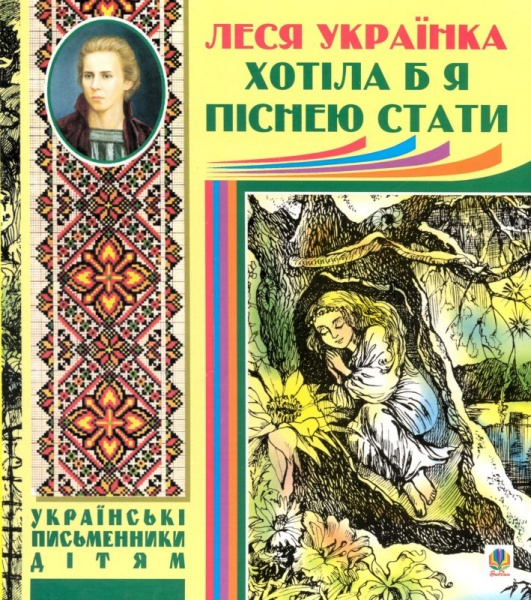 ЛЕСЯ УКРАЇНКА
ХОТІЛА Б Я
ПІСНЕЮ СТАТИ
УКРАЇНСЬКІ
ПИСЬМЕННИКИ
ДІТЯМ